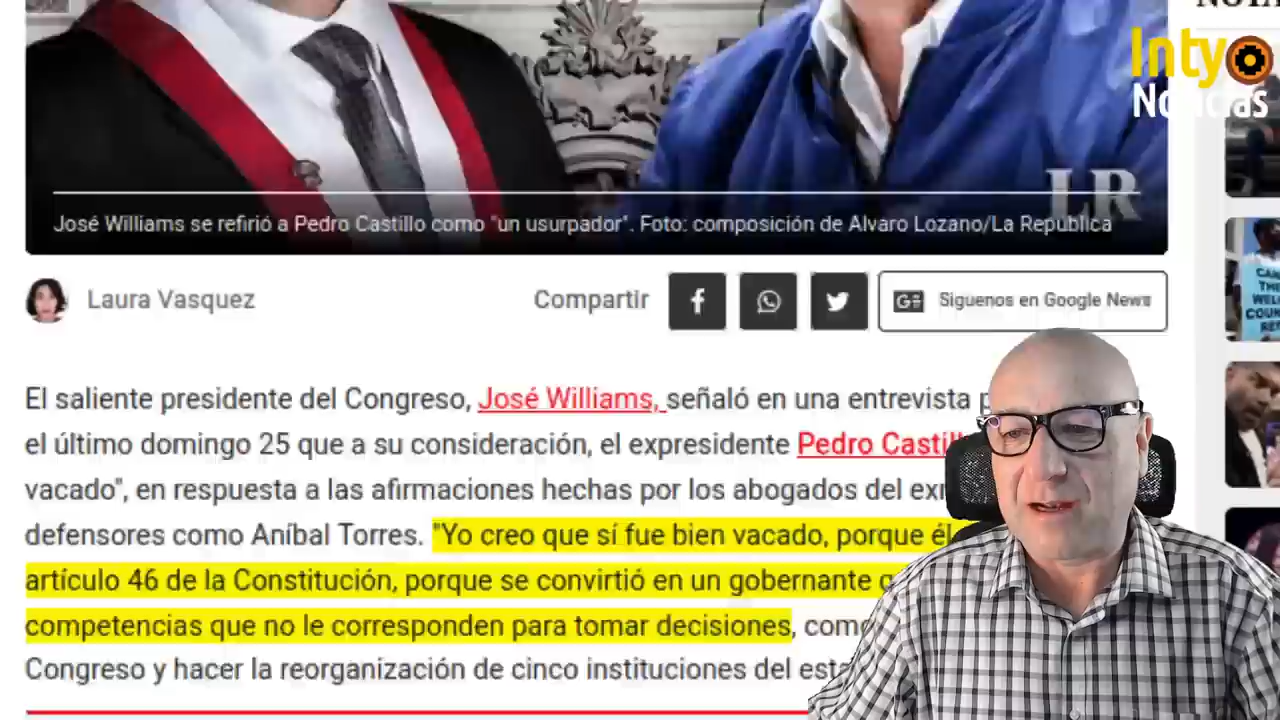 Inty
Noticias
LR
José Williams se refirió a Pedro Castillo como "un usurpador". Foto: composición de Alvaro Lozano/La República
Laura Vasquez
Compartir
Síguenos en Google News
El saliente presidente del Congreso, José Williams, señaló en una entrevista
el último domingo 25 que a su consideración, el expresidente Pedro
vacado", en respuesta a las afirmaciones hechas por los abogados del
defensores como Aníbal Torres. "Yo creo que sí fue bien vacado, porque él
artículo 46 de la Constitución, porque se convirtió en un gobernante
competencias que no le corresponden para tomar decisiones,
Congreso y hacer la reorganización de cinco instituciones del